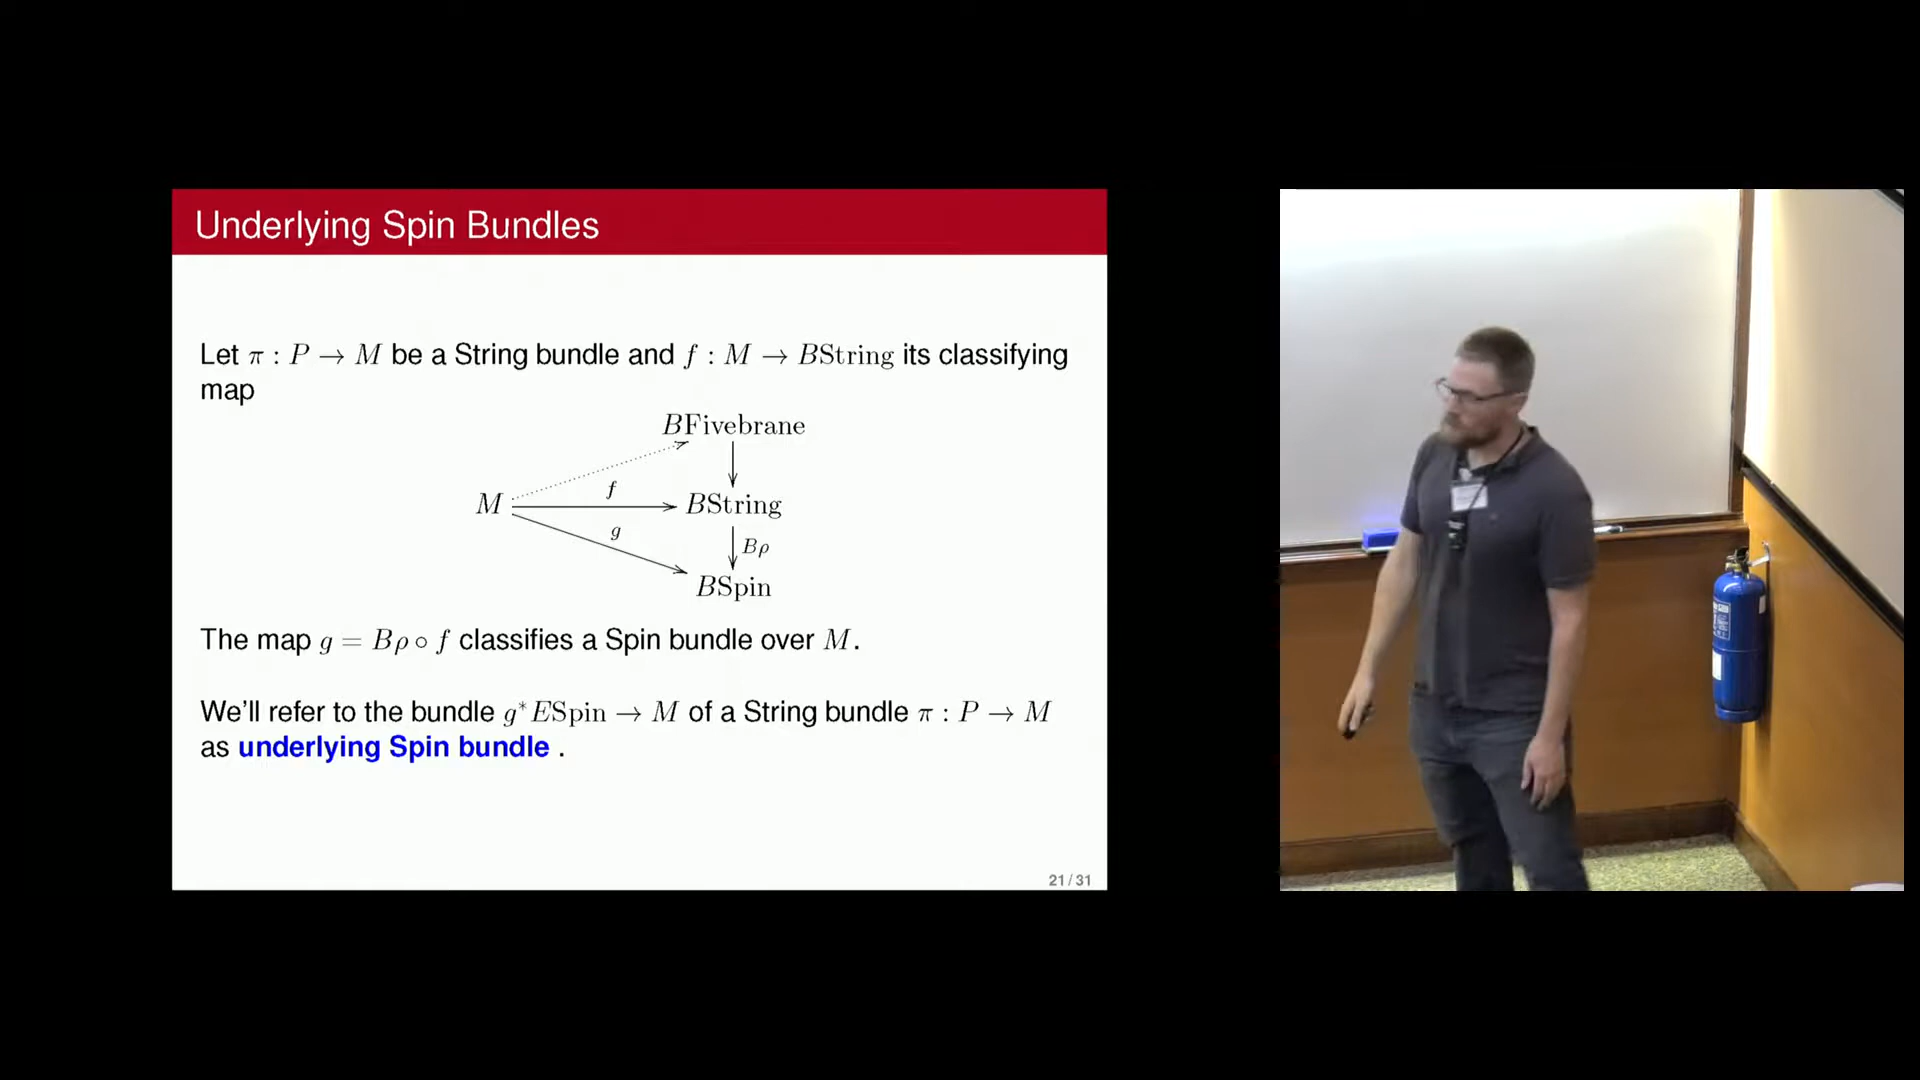 Underlying Spin Bundles
Let π : P → M be a String bundle and f : M → BString its classifying
map
BFivebrane
M f BString
g Bρ
BSpin
The map g = Bρ ∘ f classifies a Spin bundle over M.
We'll refer to the bundle g*ESpin → M of a String bundle π : P → M
as underlying Spin bundle .
21/31